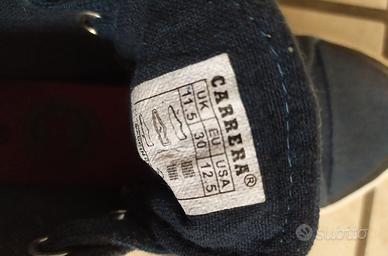 CARRERA®
UK EU USA
11.5 30 12.5
subito